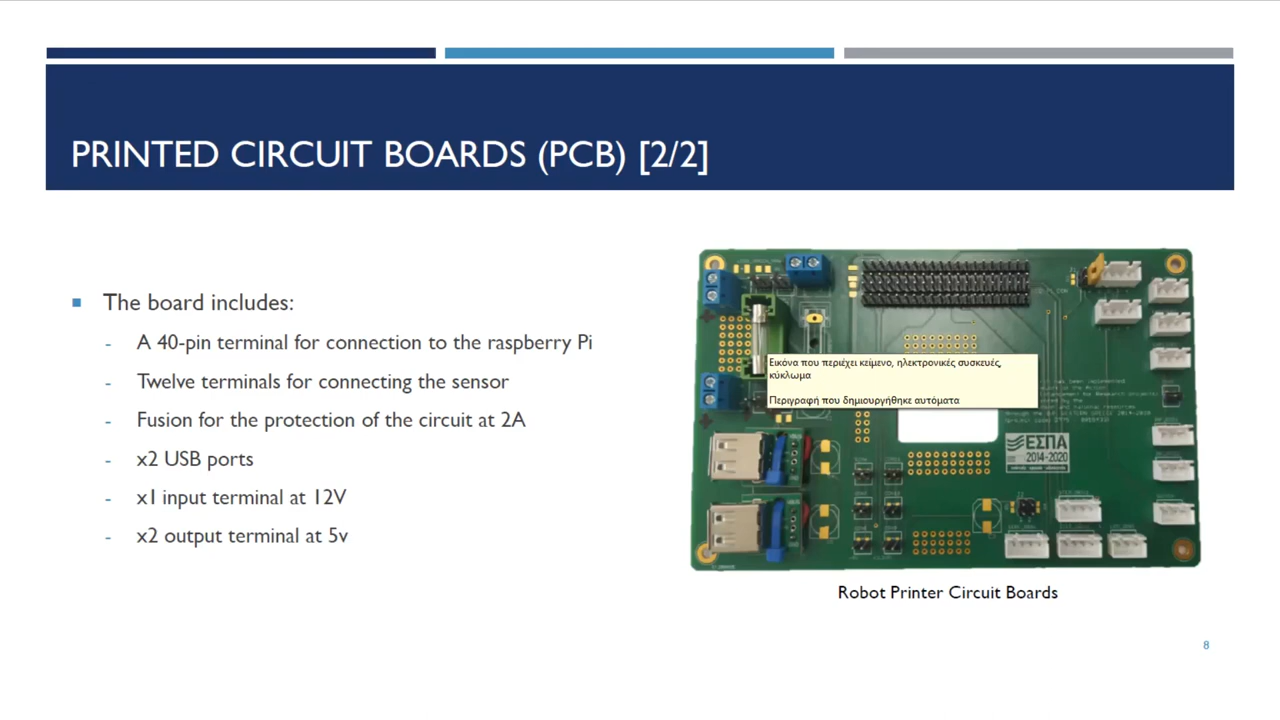 PRINTED CIRCUIT BOARDS (PCB) [2/2]
The board includes:
- A 40-pin terminal for connection to the raspberry Pi
- Twelve terminals for connecting the sensor
- Fusion for the protection of the circuit at 2A
- x2 USB ports
- x1 input terminal at 12V
- x2 output terminal at 5v
Εικόνα που περιέχει κείμενο, ηλεκτρονικές συσκευές,
κύκλωμα
Περιγραφή που δημιουργήθηκε αυτόματα
ΕΣΠΑ
2014-2020
Robot Printer Circuit Boards
8